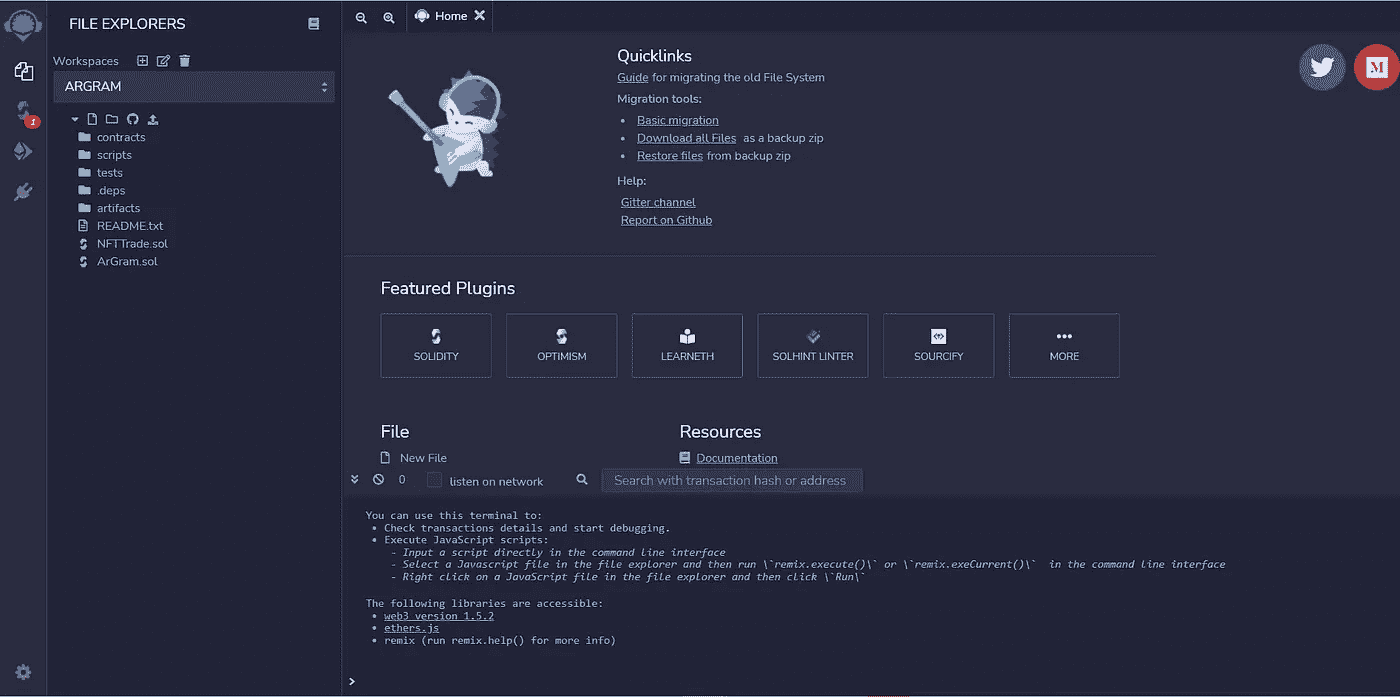 FILE EXPLORERS
Workspaces
ARGRAM
contracts
scripts
tests
.deps
artifacts
README.txt
NFTTrade.sol
ArGram.sol
1
Home
Quicklinks
Guide for migrating the old File System
Migration tools:
• Basic migration
• Download all Files as a backup zip
• Restore files from backup zip
Help:
Gitter channel
Report on Github
M
Featured Plugins
SOLIDITY
OPTIMISM
LEARNETH
SOLHINT LINTER
SOURCIFY
MORE
File
New File
Resources
Documentation
0
listen on network
Search with transaction hash or address
You can use this terminal to:
• Check transactions details and start debugging.
• Execute JavaScript scripts:
- Input a script directly in the command line interface
- Select a Javascript file in the file explorer and then run \`remix.execute()\` or \`remix.exeCurrent()\` in the command line interface
- Right click on a JavaScript file in the file explorer and then click \`Run\`
The following libraries are accessible:
• web3 version 1.5.2
• ethers.js
• remix (run remix.help() for more info)
>